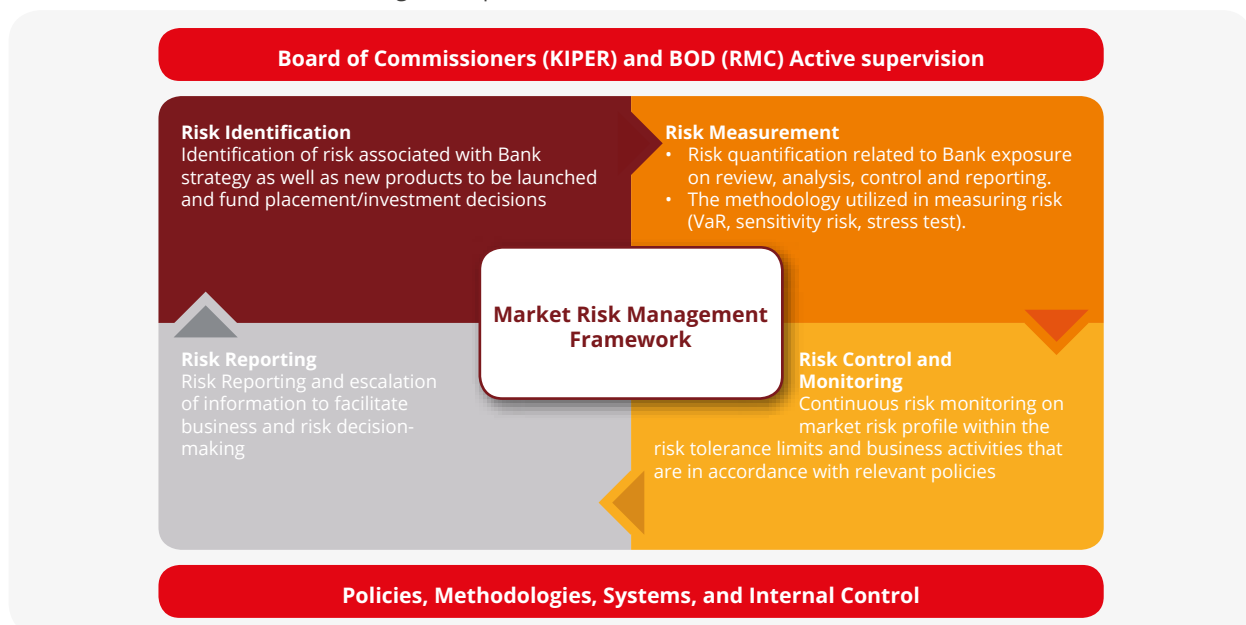 Board of Commissioners (KIPER) and BOD (RMC) Active supervision
Risk Identification
Identification of risk associated with Bank
strategy as well as new products to be launched
and fund placement/investment decisions
Risk Measurement
• Risk quantification related to Bank exposure
on review, analysis, control and reporting.
• The methodology utilized in measuring risk
(VaR, sensitivity risk, stress test).
Market Risk Management
Framework
Risk Reporting
Risk Reporting and escalation
of information to facilitate
business and risk decision-
making
Risk Control and
Monitoring
Continuous risk monitoring on
market risk profile within the
risk tolerance limits and business activities that
are in accordance with relevant policies
Policies, Methodologies, Systems, and Internal Control